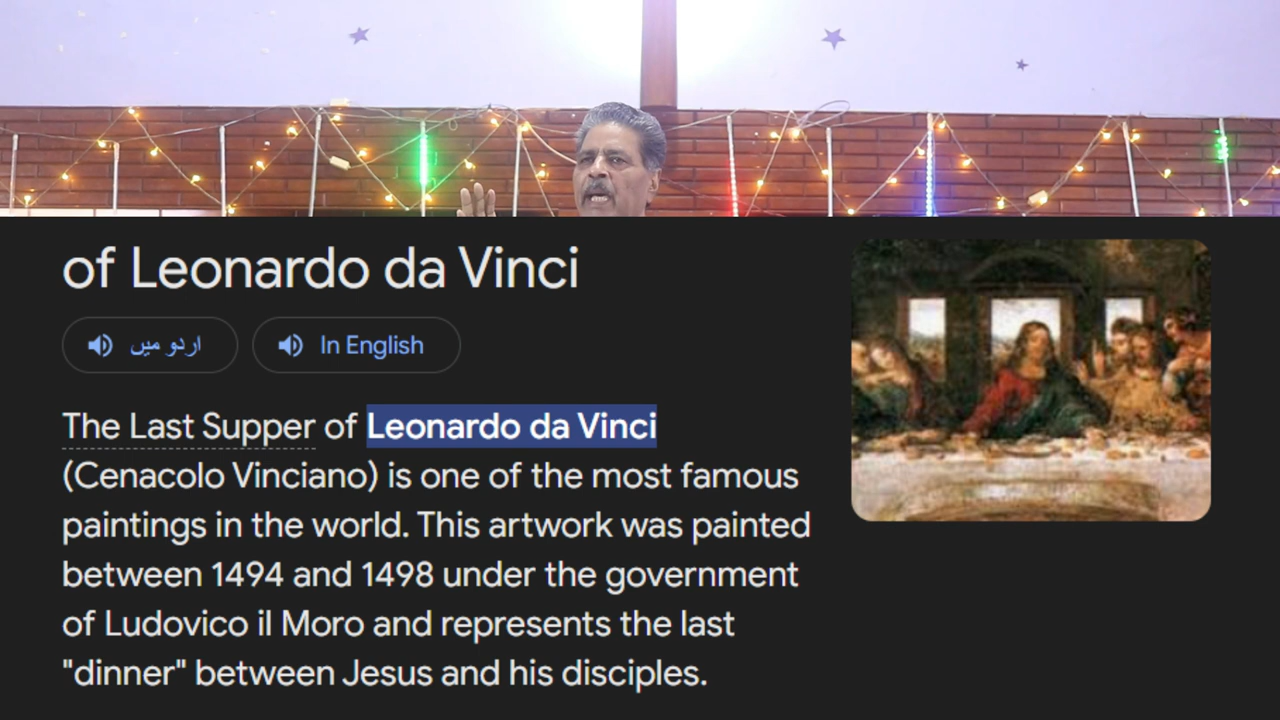 of Leonardo da Vinci
اردو میں
In English
The Last Supper of Leonardo da Vinci
(Cenacolo Vinciano) is one of the most famous
paintings in the world. This artwork was painted
between 1494 and 1498 under the government
of Ludovico il Moro and represents the last
"dinner" between Jesus and his disciples.